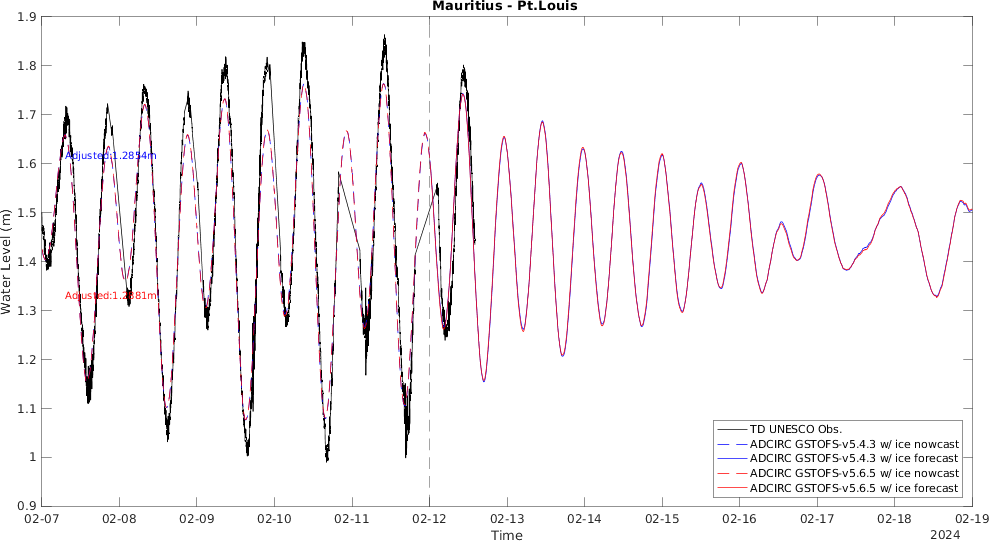 Mauritius - Pt.Louis
1.9
1.8
1.7
1.6
1.5
1.4
1.3
1.2
1.1
1
0.9
Water Level (m)
Adjusted:1.2854m
Adjusted:1.2881m
TD UNESCO Obs.
ADCIRC GSTOFS-v5.4.3 w/ ice nowcast
ADCIRC GSTOFS-v5.4.3 w/ ice forecast
ADCIRC GSTOFS-v5.6.5 w/ ice nowcast
ADCIRC GSTOFS-v5.6.5 w/ ice forecast
02-07 02-08 02-09 02-10 02-11 02-12 02-13 02-14 02-15 02-16 02-17 02-18 02-19
Time
2024